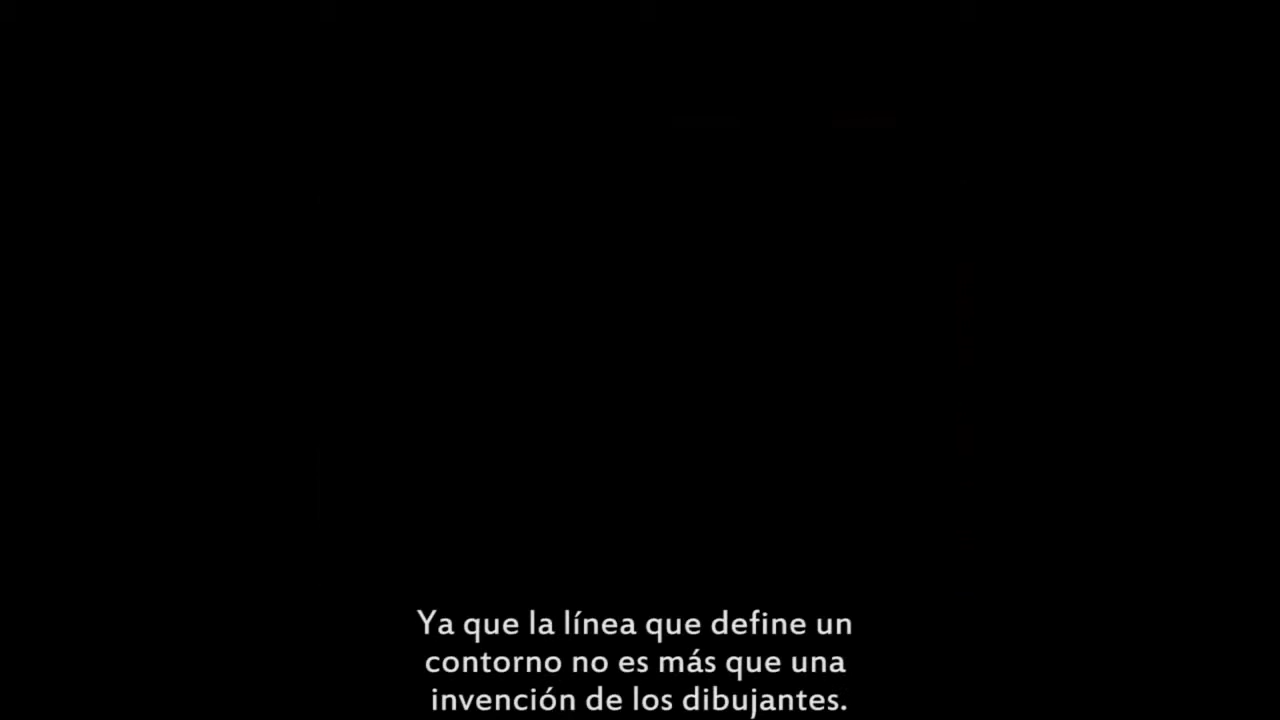 Ya que la línea que define un
contorno no es más que una
invención de los dibujantes.